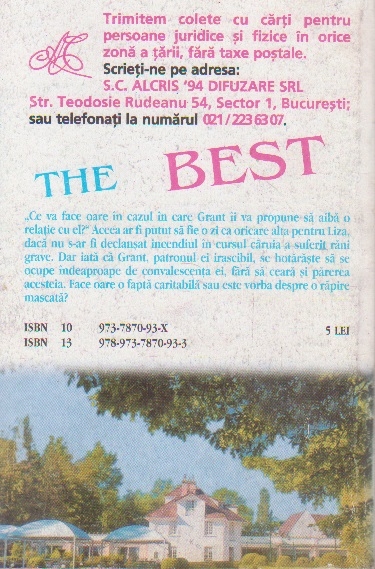 Trimitem colete cu cărți pentru
persoane juridice și fizice în orice
zonă a țării, fără taxe poștale.
Scrieți-ne pe adresa:
S.C. ALCRIS '94 DIFUZARE SRL
Str. Teodosie Rudeanu 54, Sector 1, București;
sau telefonați la numărul 021/2236307.
THE BEST
„Ce va face oare în cazul în care Grant îi va propune să aibă o
relație cu el?" Aceea ar fi putut să fie o zi ca oricare alta pentru Liza,
dacă nu s-ar fi declanșat incendiul în cursul căruia a suferit răni
grave. Dar iată că Grant, patronul ei irascibil, se hotărăște să se
ocupe îndeaproape de convalescența ei, fără să ceară și părerea
acesteia. Face oare o faptă caritabilă sau este vorba despre o răpire
mascată?
ISBN 10 973-7870-93-X 5 LEI
ISBN 13 978-973-7870-93-3